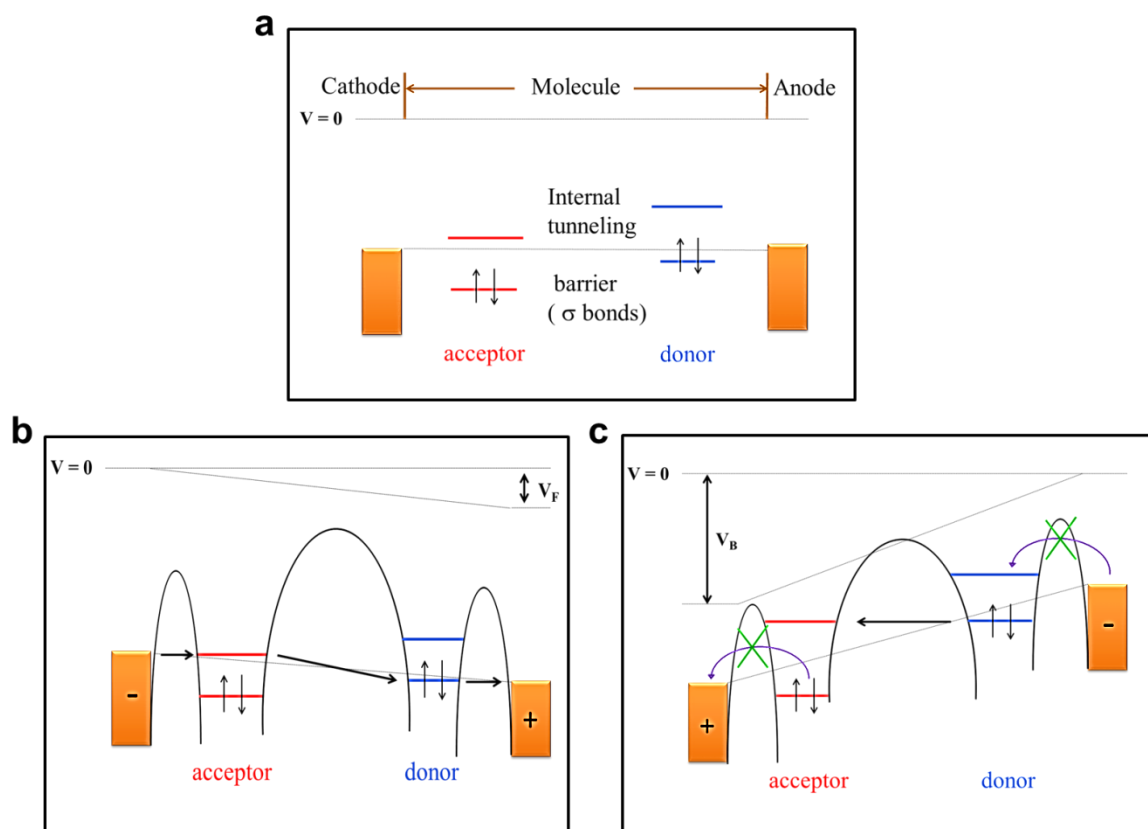 a
Cathode
Molecule
Anode
V = 0
Internal
tunneling
barrier
( σ bonds)
acceptor
donor
b
V = 0
V_F
-
+
acceptor
donor
c
V = 0
V_B
-
+
acceptor
donor